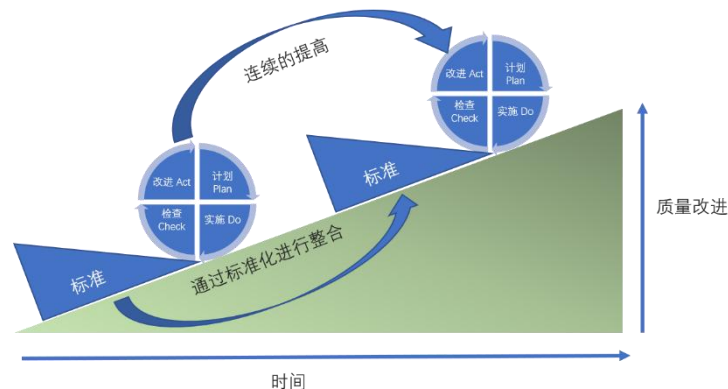 连续的提高
改进 Act
计划
Plan
检查
Check
实施 Do
改进 Act
计划
Plan
检查
Check
实施 Do
标准
标准
通过标准化进行整合
质量改进
时间